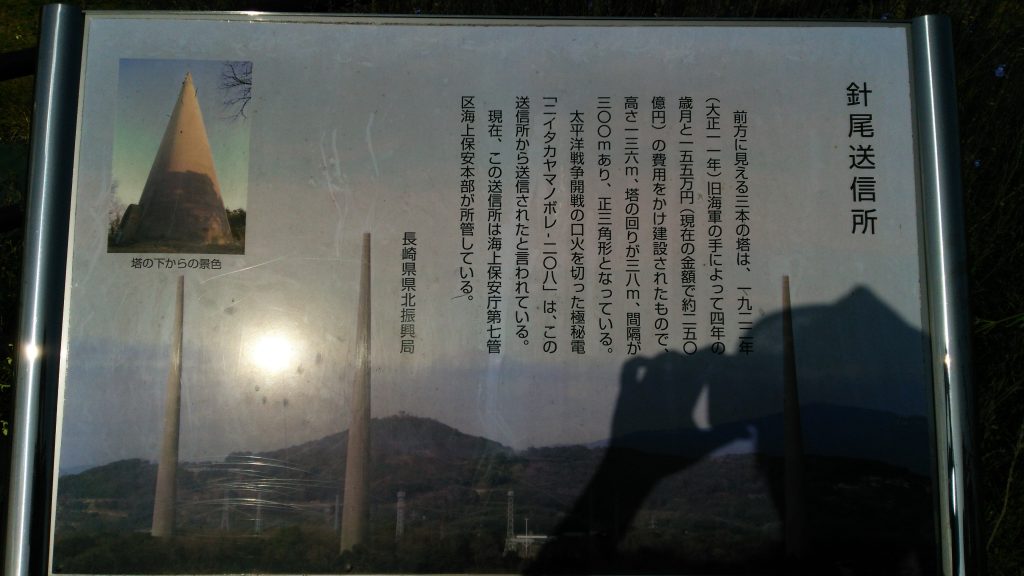 針尾送信所
前方に見える三本の塔は、一九二二年
(大正一一年)旧海軍の手によって四年の
歳月と一五五万円(現在の金額で約二五〇
億円)の費用をかけ建設されたもので、
高さ一三六m、塔の回りが三八m、間隔が
三〇〇mあり、正三角形となっている。
太平洋戦争開戦の口火を切った極秘電
「ニイタカヤマノボレ・一二〇八」は、この
送信所から送信されたと言われている。
現在、この送信所は海上保安庁第七管
区海上保安本部が所管している。
長崎県県北振興局
塔の下からの景色